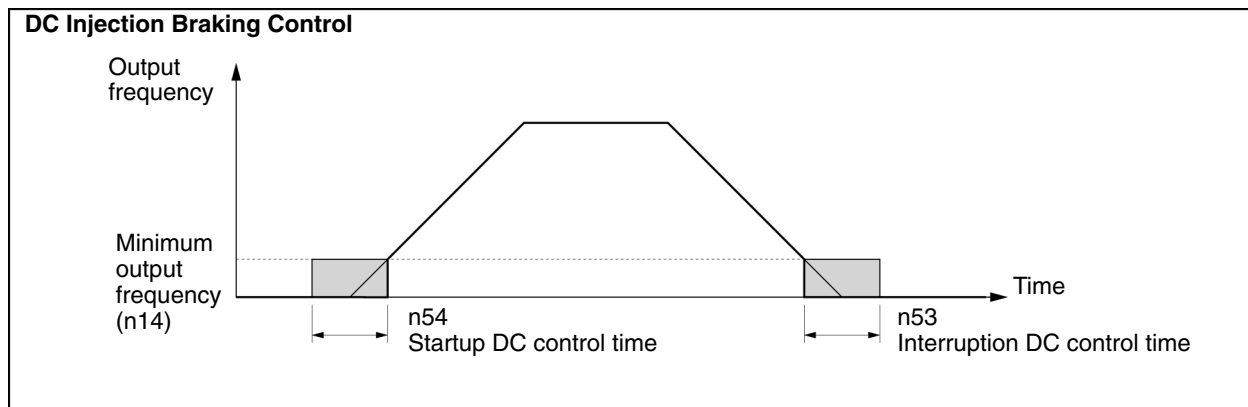 DC Injection Braking Control
Output
frequency
Minimum
output
frequency
(n14)
Time
n54
Startup DC control time
n53
Interruption DC control time